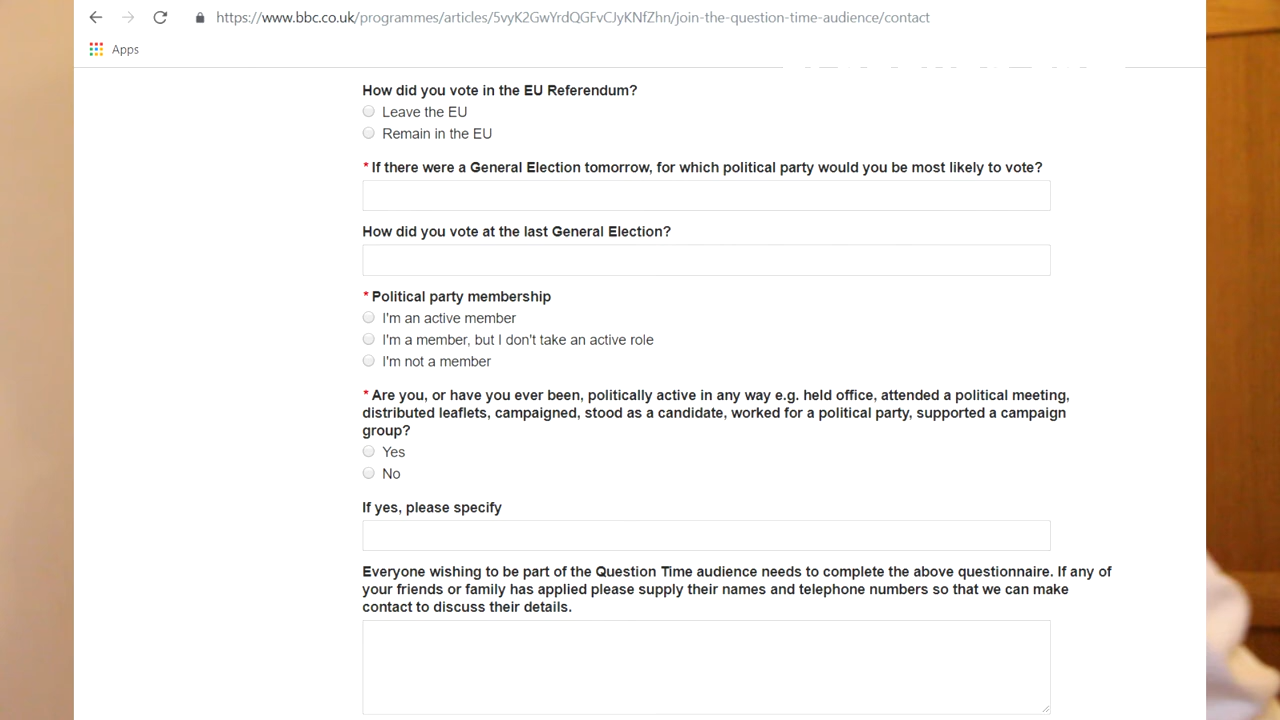 https://www.bbc.co.uk/programmes/articles/5vyK2GwYrdQGFvCJyKNfZhn/join-the-question-time-audience/contact
Apps
How did you vote in the EU Referendum?
Leave the EU
Remain in the EU
* If there were a General Election tomorrow, for which political party would you be most likely to vote?
How did you vote at the last General Election?
* Political party membership
I'm an active member
I'm a member, but I don't take an active role
I'm not a member
* Are you, or have you ever been, politically active in any way e.g. held office, attended a political meeting,
distributed leaflets, campaigned, stood as a candidate, worked for a political party, supported a campaign
group?
Yes
No
If yes, please specify
Everyone wishing to be part of the Question Time audience needs to complete the above questionnaire. If any of
your friends or family has applied please supply their names and telephone numbers so that we can make
contact to discuss their details.